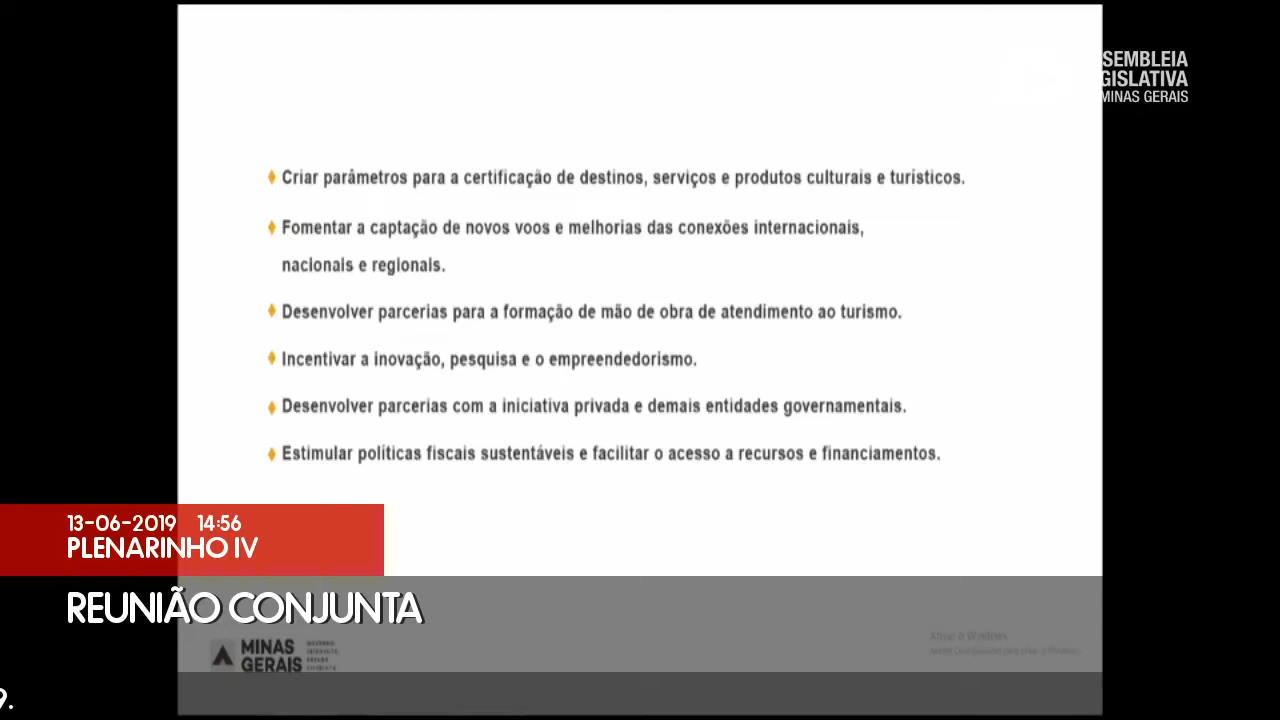 SEMBLEIA
GISLATIVA
MINAS GERAIS
Criar parâmetros para a certificação de destinos, serviços e produtos culturais e turísticos.
Fomentar a captação de novos voos e melhorias das conexões internacionais,
nacionais e regionais.
Desenvolver parcerias para a formação de mão de obra de atendimento ao turismo.
Incentivar a inovação, pesquisa e o empreendedorismo.
Desenvolver parcerias com a iniciativa privada e demais entidades governamentais.
Estimular políticas fiscais sustentáveis e facilitar o acesso a recursos e financiamentos.
13-06-2019 14:56
PLENARINHO IV
REUNIÃO CONJUNTA
MINAS
GERAIS
Ativar o Windows
9.